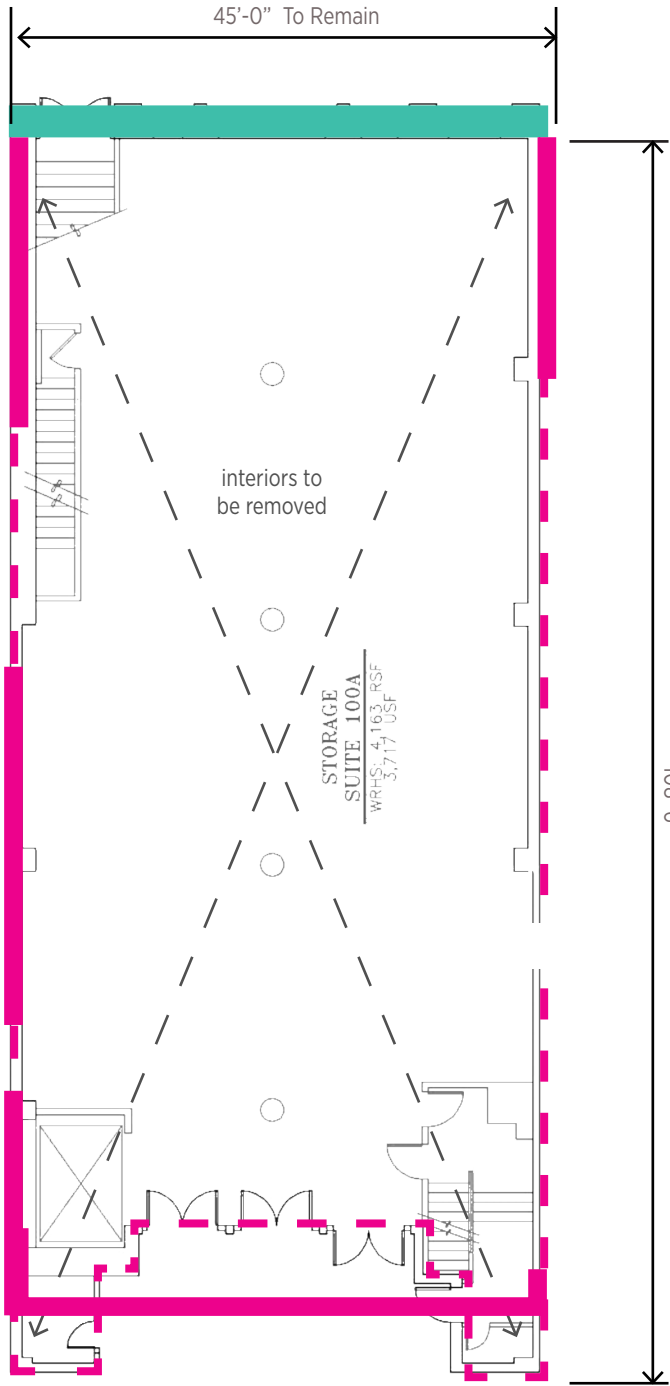 45’-0” To Remain
interiors to
be removed
STORAGE
SUITE 100A
WRHS: 4,163 RSF
3,717 USF